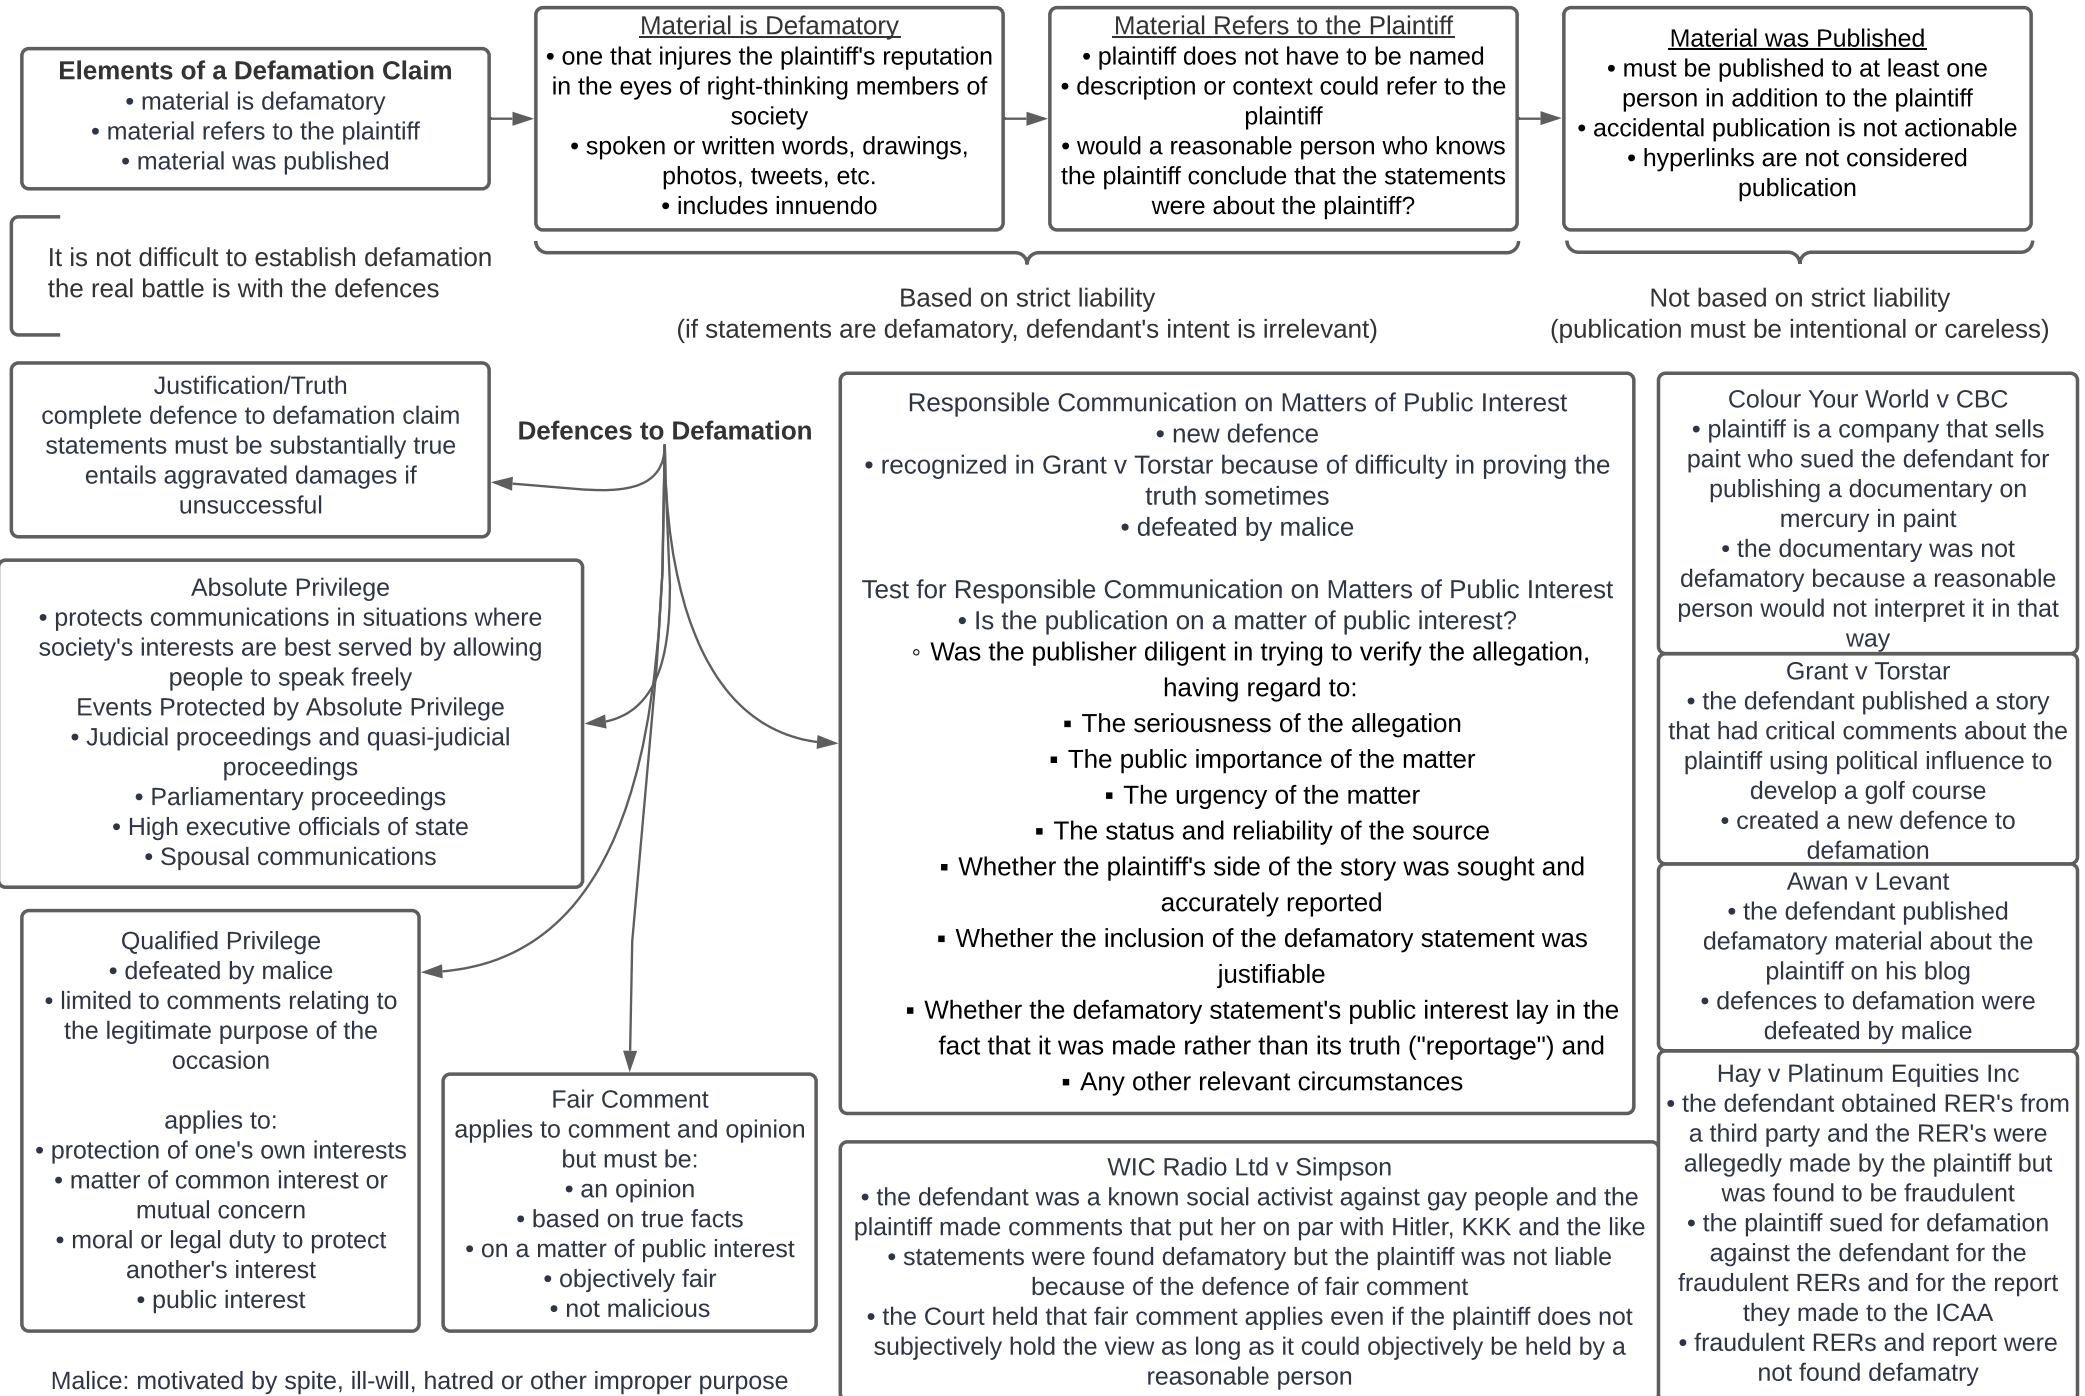 Elements of a Defamation Claim
• material is defamatory
• material refers to the plaintiff
• material was published
Material is Defamatory
• one that injures the plaintiff's reputation
in the eyes of right-thinking members of
society
• spoken or written words, drawings,
photos, tweets, etc.
• includes innuendo
Material Refers to the Plaintiff
• plaintiff does not have to be named
• description or context could refer to the
plaintiff
• would a reasonable person who knows
the plaintiff conclude that the statements
were about the plaintiff?
Material was Published
• must be published to at least one
person in addition to the plaintiff
• accidental publication is not actionable
• hyperlinks are not considered
publication
It is not difficult to establish defamation
the real battle is with the defences
Based on strict liability
(if statements are defamatory, defendant's intent is irrelevant)
Not based on strict liability
(publication must be intentional or careless)
Defences to Defamation
Justification/Truth
complete defence to defamation claim
statements must be substantially true
entails aggravated damages if
unsuccessful
Absolute Privilege
• protects communications in situations where
society's interests are best served by allowing
people to speak freely
Events Protected by Absolute Privilege
• Judicial proceedings and quasi-judicial
proceedings
• Parliamentary proceedings
• High executive officials of state
• Spousal communications
Qualified Privilege
• defeated by malice
• limited to comments relating to
the legitimate purpose of the
occasion
applies to:
• protection of one's own interests
• matter of common interest or
mutual concern
• moral or legal duty to protect
another's interest
• public interest
Fair Comment
applies to comment and opinion
but must be:
• an opinion
• based on true facts
• on a matter of public interest
• objectively fair
• not malicious
Malice: motivated by spite, ill-will, hatred or other improper purpose
Responsible Communication on Matters of Public Interest
• new defence
• recognized in Grant v Torstar because of difficulty in proving the
truth sometimes
• defeated by malice
Test for Responsible Communication on Matters of Public Interest
• Is the publication on a matter of public interest?
◦ Was the publisher diligent in trying to verify the allegation,
having regard to:
▪ The seriousness of the allegation
▪ The public importance of the matter
▪ The urgency of the matter
▪ The status and reliability of the source
▪ Whether the plaintiff's side of the story was sought and
accurately reported
▪ Whether the inclusion of the defamatory statement was
justifiable
▪ Whether the defamatory statement's public interest lay in the
fact that it was made rather than its truth ("reportage") and
▪ Any other relevant circumstances
WIC Radio Ltd v Simpson
• the defendant was a known social activist against gay people and the
plaintiff made comments that put her on par with Hitler, KKK and the like
• statements were found defamatory but the plaintiff was not liable
because of the defence of fair comment
• the Court held that fair comment applies even if the plaintiff does not
subjectively hold the view as long as it could objectively be held by a
reasonable person
Colour Your World v CBC
• plaintiff is a company that sells
paint who sued the defendant for
publishing a documentary on
mercury in paint
• the documentary was not
defamatory because a reasonable
person would not interpret it in that
way
Grant v Torstar
• the defendant published a story
that had critical comments about the
plaintiff using political influence to
develop a golf course
• created a new defence to
defamation
Awan v Levant
• the defendant published
defamatory material about the
plaintiff on his blog
• defences to defamation were
defeated by malice
Hay v Platinum Equities Inc
• the defendant obtained RER's from
a third party and the RER's were
allegedly made by the plaintiff but
was found to be fraudulent
• the plaintiff sued for defamation
against the defendant for the
fraudulent RERs and for the report
they made to the ICAA
• fraudulent RERs and report were
not found defamatry